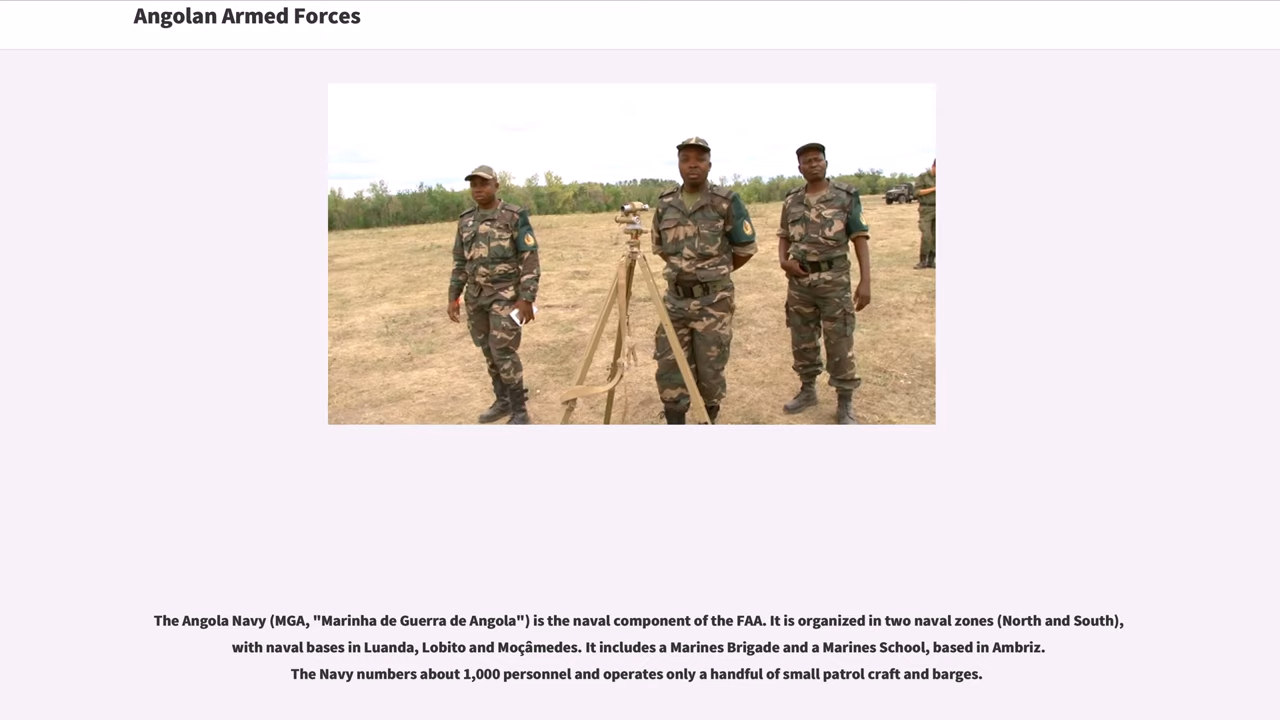 Angolan Armed Forces
The Angola Navy (MGA, "Marinha de Guerra de Angola") is the naval component of the FAA. It is organized in two naval zones (North and South),
with naval bases in Luanda, Lobito and Moçâmedes. It includes a Marines Brigade and a Marines School, based in Ambriz.
The Navy numbers about 1,000 personnel and operates only a handful of small patrol craft and barges.